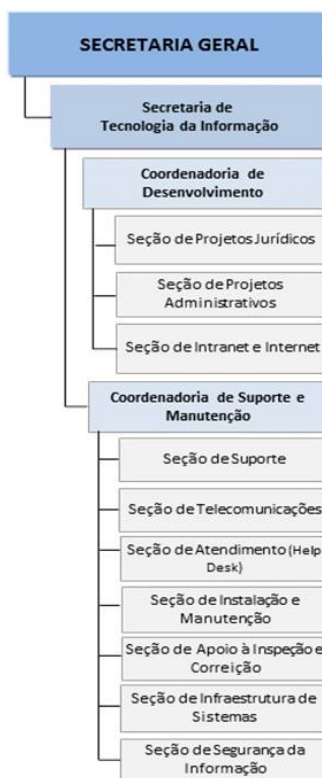 SECRETARIA GERAL
Secretaria de
Tecnologia da Informação
Coordenadoria de
Desenvolvimento
Seção de Projetos Jurídicos
Seção de Projetos
Administrativos
Seção de Intranet e Internet
Coordenadoria de Suporte e
Manutenção
Seção de Suporte
Seção de Telecomunicações
Seção de Atendimento (Help
Desk)
Seção de Instalação e
Manutenção
Seção de Apoio à Inspeção e
Correição
Seção de Infraestrutura de
Sistemas
Seção de Segurança da
Informação